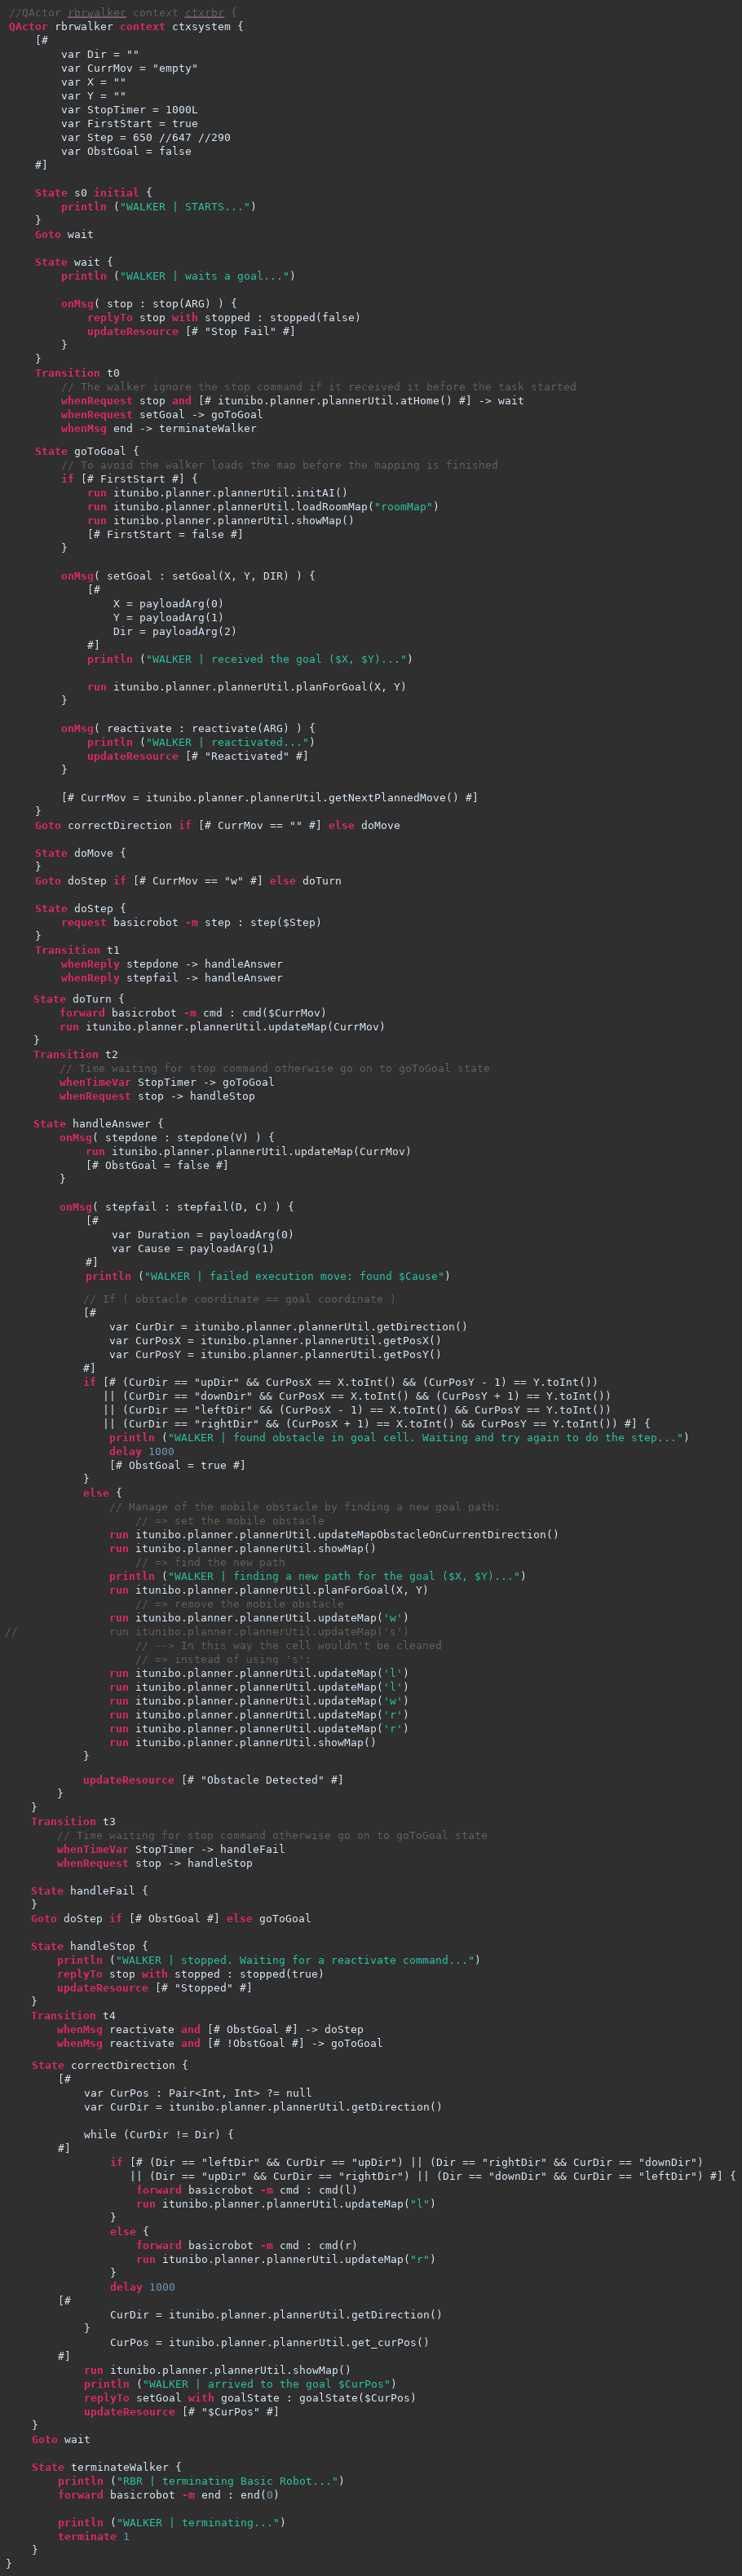 //QActor rbrwalker context ctxrbr {
QActor rbrwalker context ctxsystem {
    [#
        var Dir = ""
        var CurrMov = "empty"
        var X = ""
        var Y = ""
        var StopTimer = 1000L
        var FirstStart = true
        var Step = 650 //647 //290
        var ObstGoal = false
    #]

    State s0 initial {
        println ("WALKER | STARTS...")
    }
    Goto wait

    State wait {
        println ("WALKER | waits a goal...")

        onMsg( stop : stop(ARG) ) {
            replyTo stop with stopped : stopped(false)
            updateResource [# "Stop Fail" #]
        }
    }
    Transition t0
        // The walker ignore the stop command if it received it before the task started
        whenRequest stop and [# itunibo.planner.plannerUtil.atHome() #] -> wait
        whenRequest setGoal -> goToGoal
        whenMsg end -> terminateWalker

    State goToGoal {
        // To avoid the walker loads the map before the mapping is finished
        if [# FirstStart #] {
            run itunibo.planner.plannerUtil.initAI()
            run itunibo.planner.plannerUtil.loadRoomMap("roomMap")
            run itunibo.planner.plannerUtil.showMap()
            [# FirstStart = false #]
        }

        onMsg( setGoal : setGoal(X, Y, DIR) ) {
            [#
                X = payloadArg(0)
                Y = payloadArg(1)
                Dir = payloadArg(2)
            #]
            println ("WALKER | received the goal ($X, $Y)...")

            run itunibo.planner.plannerUtil.planForGoal(X, Y)
        }

        onMsg( reactivate : reactivate(ARG) ) {
            println ("WALKER | reactivated...")
            updateResource [# "Reactivated" #]
        }

        [# CurrMov = itunibo.planner.plannerUtil.getNextPlannedMove() #]
    }
    Goto correctDirection if [# CurrMov == "" #] else doMove

    State doMove {
    }
    Goto doStep if [# CurrMov == "w" #] else doTurn

    State doStep {
        request basicrobot -m step : step($Step)
    }
    Transition t1
        whenReply stepdone -> handleAnswer
        whenReply stepfail -> handleAnswer

    State doTurn {
        forward basicrobot -m cmd : cmd($CurrMov)
        run itunibo.planner.plannerUtil.updateMap(CurrMov)
    }
    Transition t2
        // Time waiting for stop command otherwise go on to goToGoal state
        whenTimeVar StopTimer -> goToGoal
        whenRequest stop -> handleStop

    State handleAnswer {
        onMsg( stepdone : stepdone(V) ) {
            run itunibo.planner.plannerUtil.updateMap(CurrMov)
            [# ObstGoal = false #]
        }

        onMsg( stepfail : stepfail(D, C) ) {
            [#
                var Duration = payloadArg(0)
                var Cause = payloadArg(1)
            #]
            println ("WALKER | failed execution move: found $Cause")

            // If ( obstacle coordinate == goal coordinate )
            [#
                var CurDir = itunibo.planner.plannerUtil.getDirection()
                var CurPosX = itunibo.planner.plannerUtil.getPosX()
                var CurPosY = itunibo.planner.plannerUtil.getPosY()
            #]
            if [# (CurDir == "upDir" && CurPosX == X.toInt() && (CurPosY - 1) == Y.toInt())
               || (CurDir == "downDir" && CurPosX == X.toInt() && (CurPosY + 1) == Y.toInt())
               || (CurDir == "leftDir" && (CurPosX - 1) == X.toInt() && CurPosY == Y.toInt())
               || (CurDir == "rightDir" && (CurPosX + 1) == X.toInt() && CurPosY == Y.toInt()) #] {
                println ("WALKER | found obstacle in goal cell. Waiting and try again to do the step...")
                delay 1000
                [# ObstGoal = true #]
            }
            else {
                // Manage of the mobile obstacle by finding a new goal path:
                    // => set the mobile obstacle
                run itunibo.planner.plannerUtil.updateMapObstacleOnCurrentDirection()
                run itunibo.planner.plannerUtil.showMap()
                    // => find the new path
                println ("WALKER | finding a new path for the goal ($X, $Y)...")
                run itunibo.planner.plannerUtil.planForGoal(X, Y)
                    // => remove the mobile obstacle
                run itunibo.planner.plannerUtil.updateMap('w')
//              run itunibo.planner.plannerUtil.updateMap('s')
                    // --> In this way the cell wouldn't be cleaned
                    // => instead of using 's':
                run itunibo.planner.plannerUtil.updateMap('l')
                run itunibo.planner.plannerUtil.updateMap('l')
                run itunibo.planner.plannerUtil.updateMap('w')
                run itunibo.planner.plannerUtil.updateMap('r')
                run itunibo.planner.plannerUtil.updateMap('r')
                run itunibo.planner.plannerUtil.showMap()
            }

            updateResource [# "Obstacle Detected" #]
        }
    }
    Transition t3
        // Time waiting for stop command otherwise go on to goToGoal state
        whenTimeVar StopTimer -> handleFail
        whenRequest stop -> handleStop

    State handleFail {
    }
    Goto doStep if [# ObstGoal #] else goToGoal

    State handleStop {
        println ("WALKER | stopped. Waiting for a reactivate command...")
        replyTo stop with stopped : stopped(true)
        updateResource [# "Stopped" #]
    }
    Transition t4
        whenMsg reactivate and [# ObstGoal #] -> doStep
        whenMsg reactivate and [# !ObstGoal #] -> goToGoal

    State correctDirection {
        [#
            var CurPos : Pair<Int, Int> ?= null
            var CurDir = itunibo.planner.plannerUtil.getDirection()

            while (CurDir != Dir) {
        #]
                if [# (Dir == "leftDir" && CurDir == "upDir") || (Dir == "rightDir" && CurDir == "downDir")
                   || (Dir == "upDir" && CurDir == "rightDir") || (Dir == "downDir" && CurDir == "leftDir") #] {
                    forward basicrobot -m cmd : cmd(l)
                    run itunibo.planner.plannerUtil.updateMap("l")
                }
                else {
                    forward basicrobot -m cmd : cmd(r)
                    run itunibo.planner.plannerUtil.updateMap("r")
                }
                delay 1000
        [#
                CurDir = itunibo.planner.plannerUtil.getDirection()
            }
                CurPos = itunibo.planner.plannerUtil.get_curPos()
        #]
            run itunibo.planner.plannerUtil.showMap()
            println ("WALKER | arrived to the goal $CurPos")
            replyTo setGoal with goalState : goalState($CurPos)
            updateResource [# "$CurPos" #]
    }
    Goto wait

    State terminateWalker {
        println ("RBR | terminating Basic Robot...")
        forward basicrobot -m end : end(0)

        println ("WALKER | terminating...")
        terminate 1
    }
}